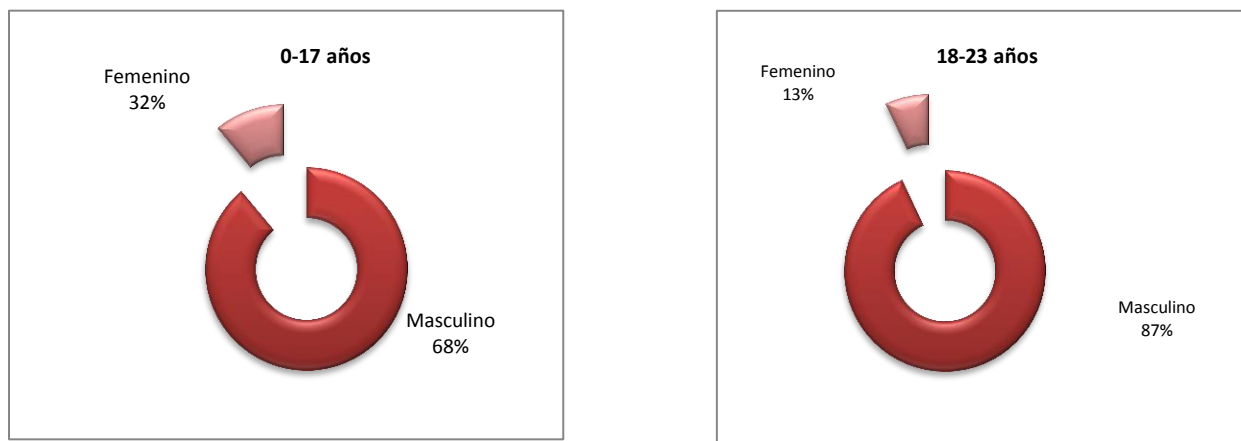 0-17 años
Femenino
32%
Masculino
68%
18-23 años
Femenino
13%
Masculino
87%